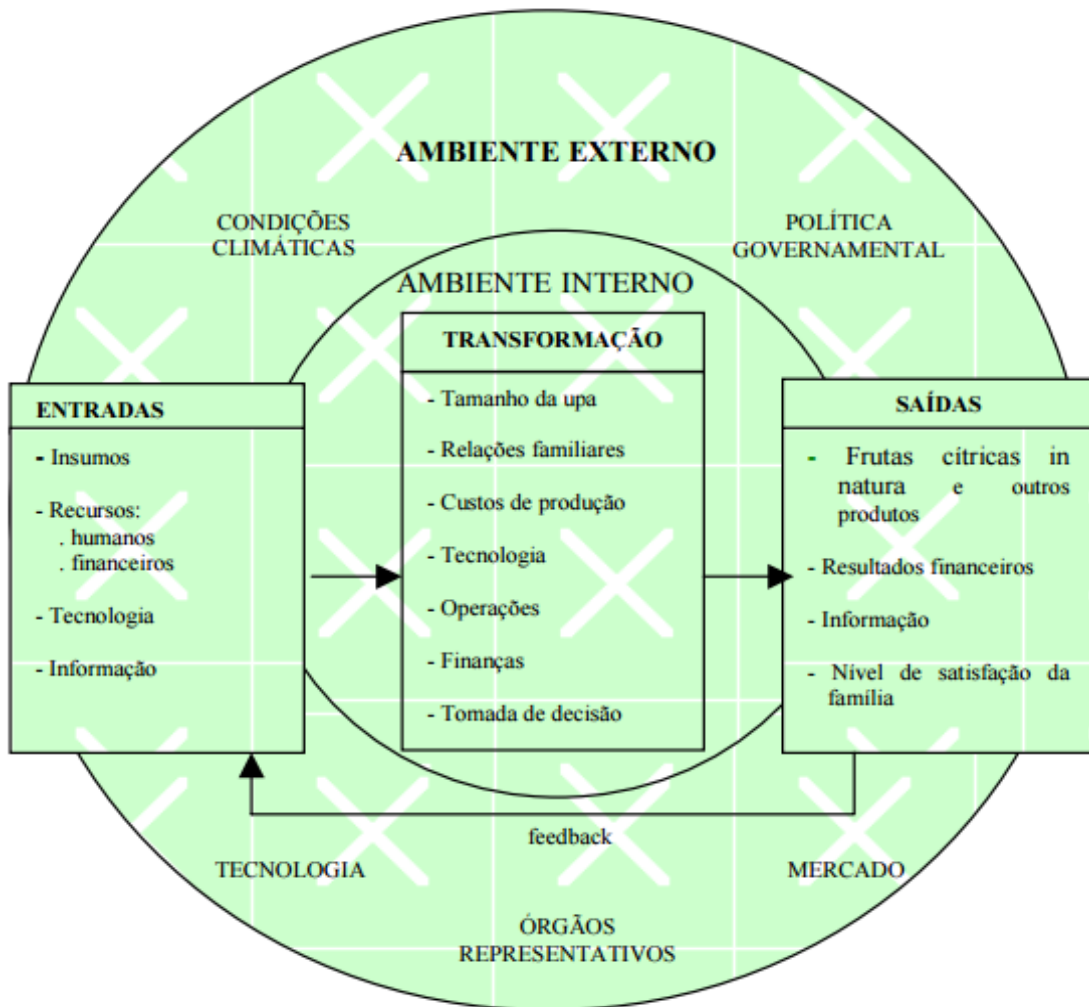 AMBIENTE EXTERNO
CONDIÇÕES
CLIMÁTICAS
POLÍTICA
GOVERNAMENTAL
AMBIENTE INTERNO
ENTRADAS
- Insumos
- Recursos:
. humanos
. financeiros
- Tecnologia
- Informação
TRANSFORMAÇÃO
- Tamanho da upa
- Relações familiares
- Custos de produção
- Tecnologia
- Operações
- Finanças
- Tomada de decisão
SAÍDAS
- Frutas cítricas in
natura e outros
produtos
- Resultados financeiros
- Informação
- Nível de satisfação da
família
feedback
TECNOLOGIA
MERCADO
ÓRGÃOS
REPRESENTATIVOS